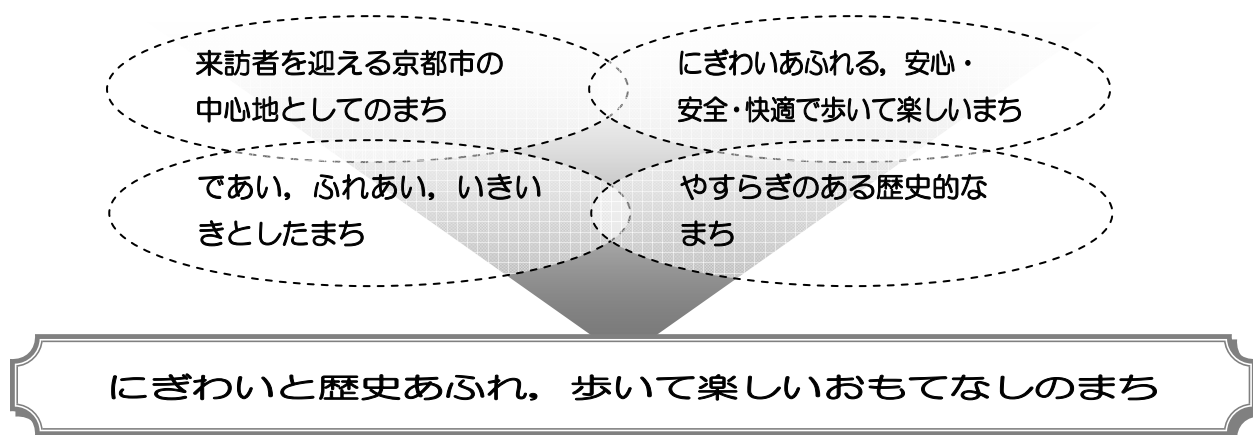 来訪者を迎える京都市の
中心地としてのまち
にぎわいあふれる，安心・
安全・快適で歩いて楽しいまち
であい，ふれあい，いきい
きとしたまち
やすらぎのある歴史的な
まち
にぎわいと歴史あふれ，歩いて楽しいおもてなしのまち